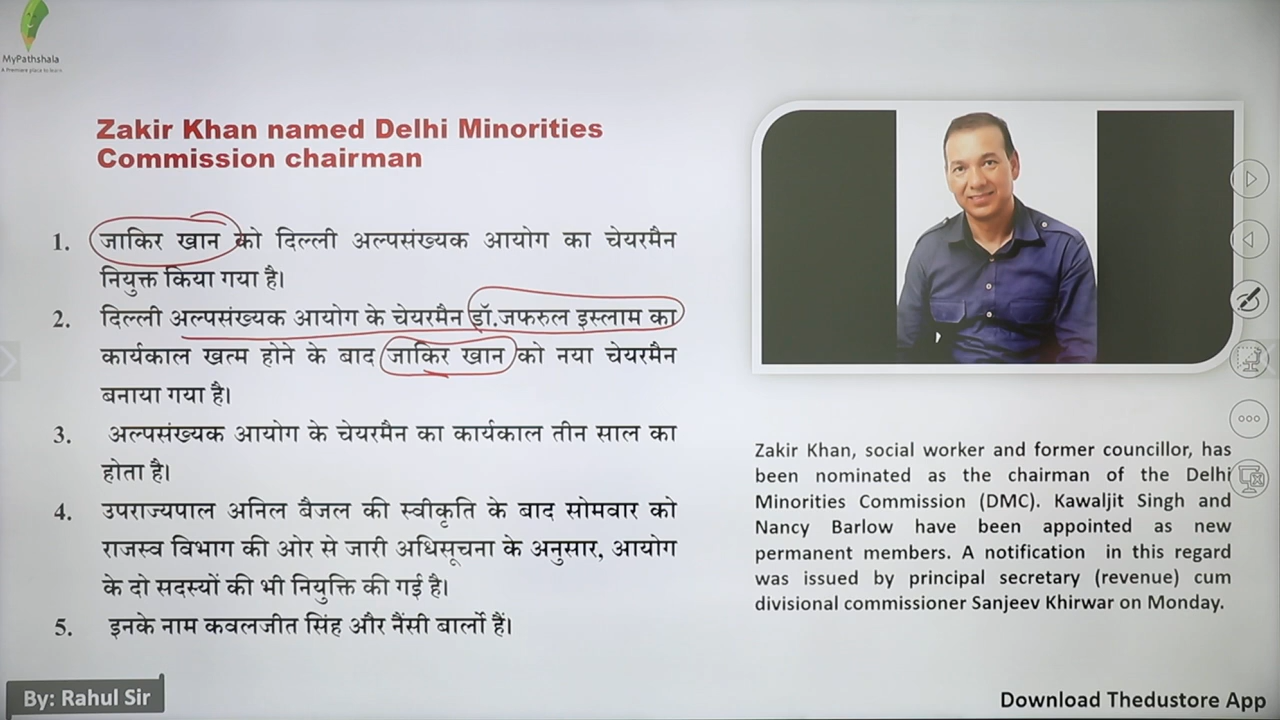 MyPathshala
A Premiere place to learn
Zakir Khan named Delhi Minorities
Commission chairman
1. जाकिर खान को दिल्ली अल्पसंख्यक आयोग का चेयरमैन
नियुक्त किया गया है।
2. दिल्ली अल्पसंख्यक आयोग के चेयरमैन डॉ.जफरुल इस्लाम का
कार्यकाल खत्म होने के बाद जाकिर खान को नया चेयरमैन
बनाया गया है।
3. अल्पसंख्यक आयोग के चेयरमैन का कार्यकाल तीन साल का
होता है।
4. उपराज्यपाल अनिल बैजल की स्वीकृति के बाद सोमवार को
राजस्व विभाग की ओर से जारी अधिसूचना के अनुसार, आयोग
के दो सदस्यों की भी नियुक्ति की गई है।
5. इनके नाम कवलजीत सिंह और नैंसी बार्लो हैं।
Zakir Khan, social worker and former councillor, has
been nominated as the chairman of the Delhi
Minorities Commission (DMC). Kawaljit Singh and
Nancy Barlow have been appointed as new
permanent members. A notification in this regard
was issued by principal secretary (revenue) cum
divisional commissioner Sanjeev Khirwar on Monday.
By: Rahul Sir
Download Thedustore App